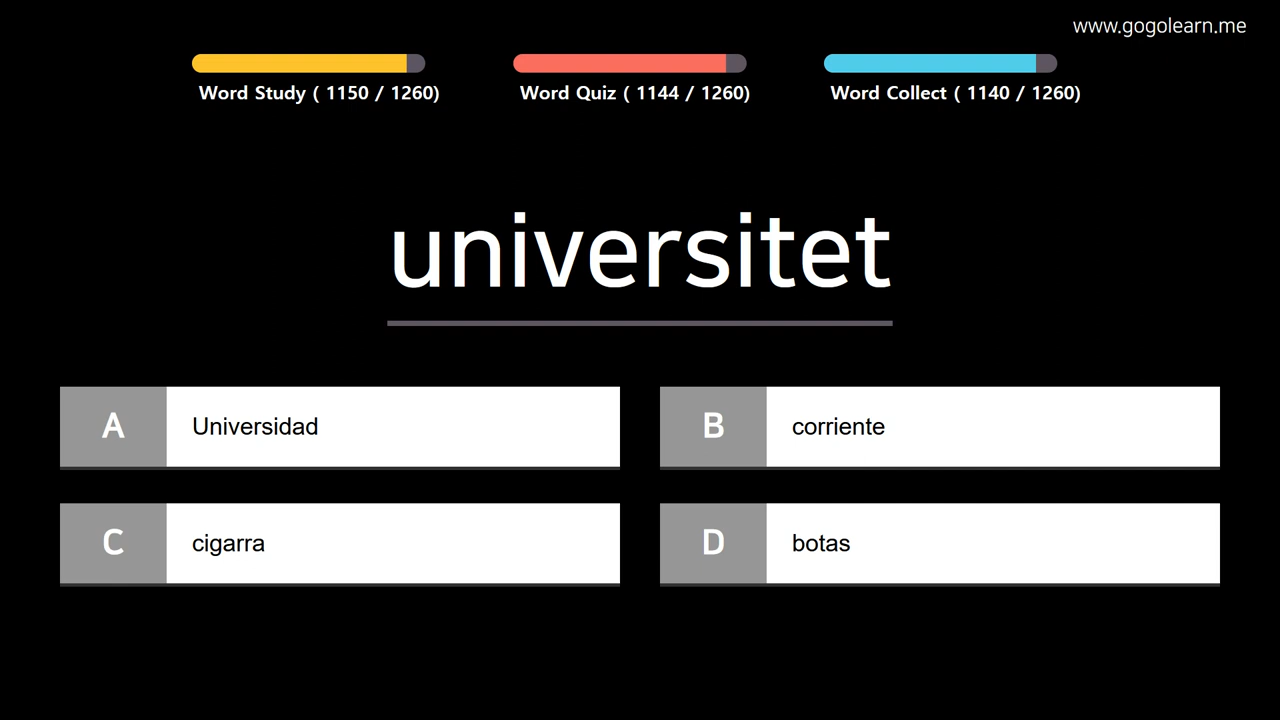 www.gogolearn.me
Word Study ( 1150 / 1260)
Word Quiz ( 1144 / 1260)
Word Collect ( 1140 / 1260)
universitet
A Universidad
B corriente
C cigarra
D botas